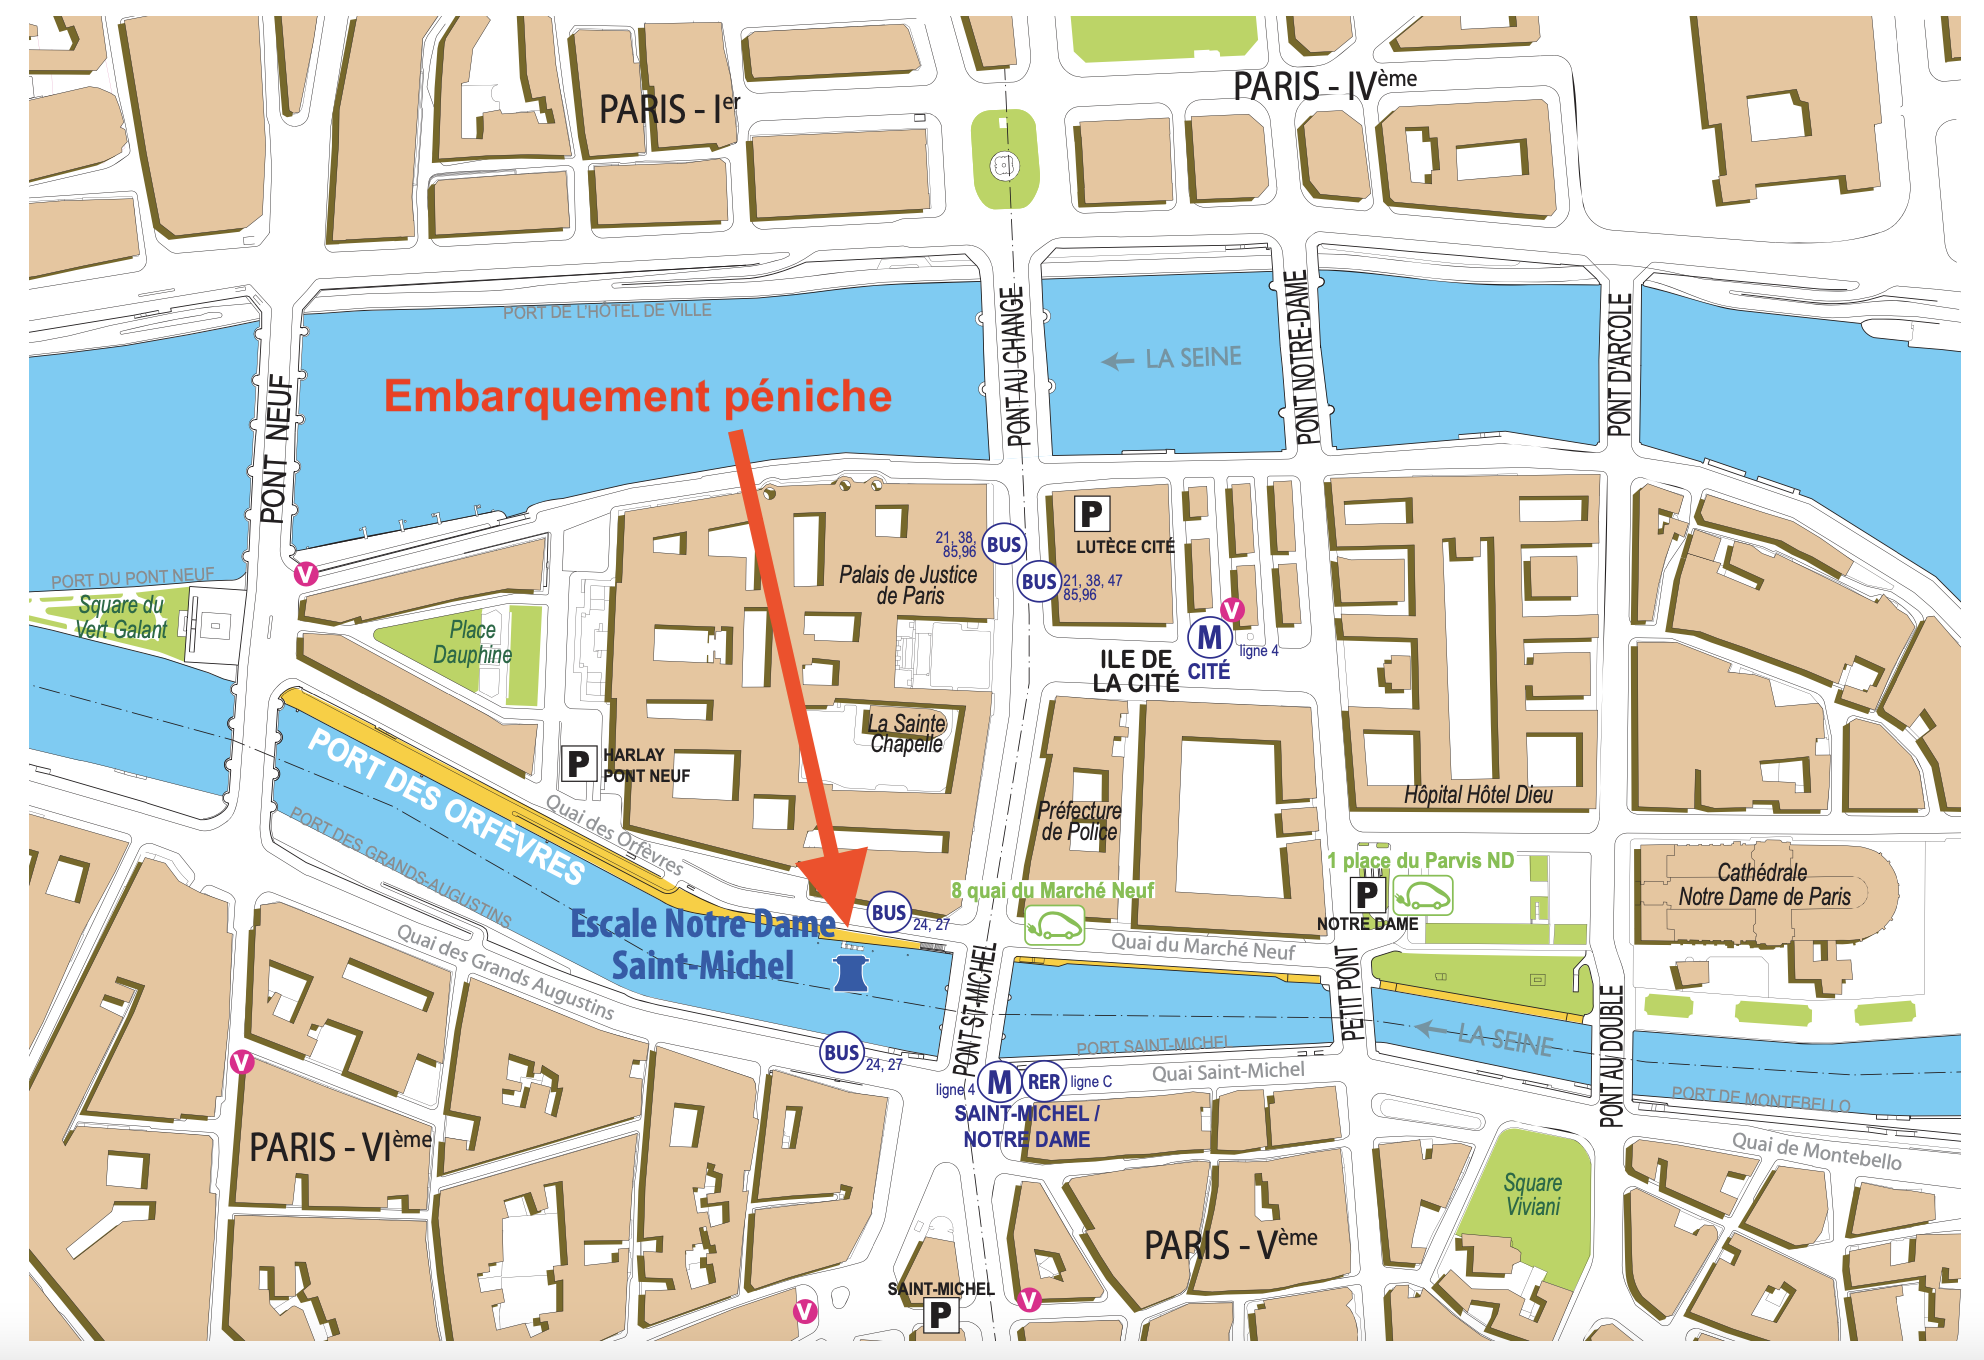 PARIS - Ier
PARIS - IVème
PORT DE L'HÔTEL DE VILLE
PONT NEUF
PONT AU CHANGE
PONT NOTRE-DAME
PONT D'ARCOLE
← LA SEINE
Embarquement péniche
P
LUTÈCE CITÉ
21, 38,
85,96
BUS
BUS
21, 38, 47
85,96
Palais de Justice
de Paris
PORT DU PONT NEUF
V
Square du
Vert Galant
Place
Dauphine
V
M
ligne 4
CITÉ
ILE DE
LA CITÉ
La Sainte
Chapelle
P
HARLAY
PONT NEUF
PORT DES ORFÈVRES
Quai des Orfèvres
PORT DES GRANDS-AUGUSTINS
Quai des Grands Augustins
Préfecture
de Police
Hôpital Hôtel Dieu
1 place du Parvis ND
P
NOTRE DAME
Cathédrale
Notre Dame de Paris
8 quai du Marché Neuf
BUS
24, 27
Escale Notre Dame
Saint-Michel
Quai du Marché Neuf
PONT ST-MICHEL
PETIT PONT
PONT AU DOUBLE
← LA SEINE
PORT SAINT-MICHEL
Quai Saint-Michel
BUS
24, 27
V
ligne 4
M
RER
ligne C
SAINT-MICHEL /
NOTRE DAME
PORT DE MONTEBELLO
Quai de Montebello
PARIS - VIème
Square
Viviani
PARIS - Vème
SAINT-MICHEL
P
V
V